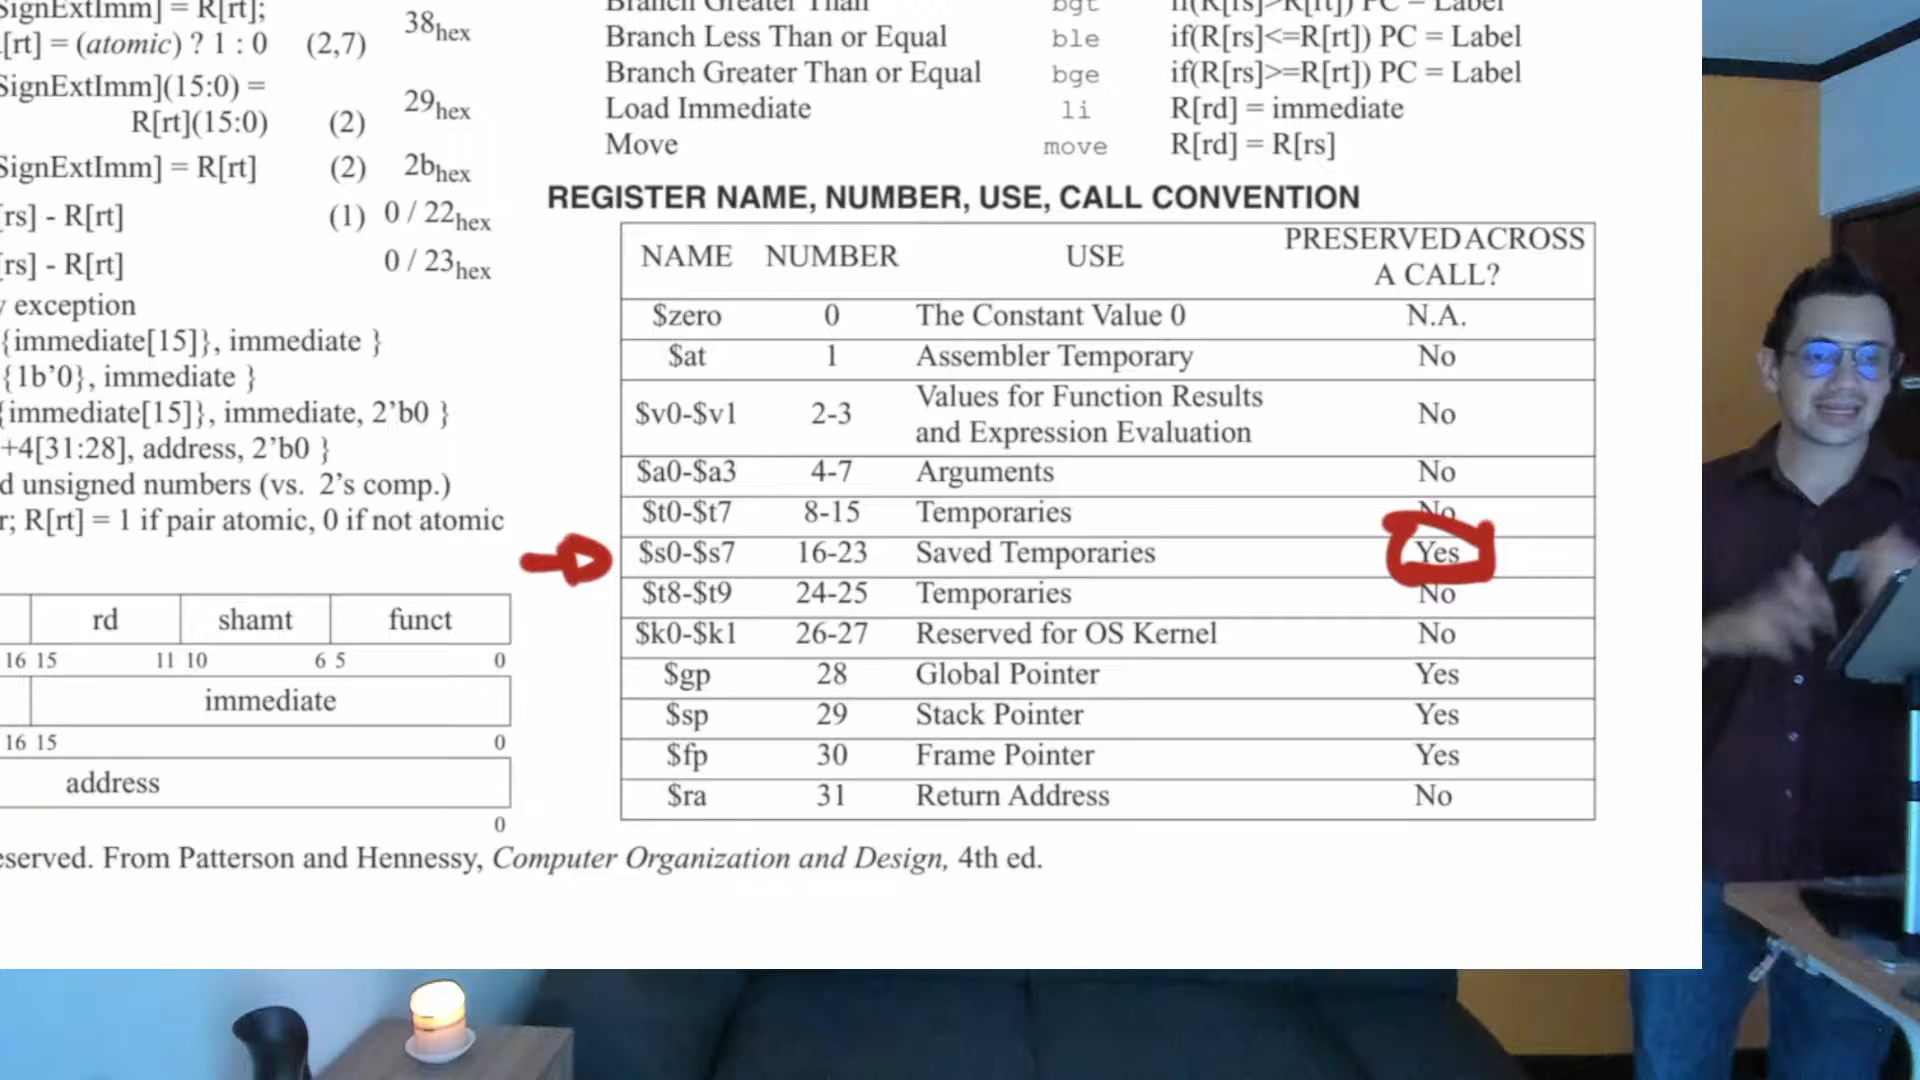 SignExtImm] = R[rt];
[rt] = (atomic) ? 1 : 0 (2,7) 38hex
SignExtImm](15:0) =
R[rt](15:0) (2) 29hex
SignExtImm] = R[rt] (2) 2bhex
[rs] - R[rt] (1) 0 / 22hex
[rs] - R[rt] 0 / 23hex
exception
{immediate[15]}, immediate }
{1b’0}, immediate }
{immediate[15]}, immediate, 2’b0 }
+4[31:28], address, 2’b0 }
d unsigned numbers (vs. 2’s comp.)
r; R[rt] = 1 if pair atomic, 0 if not atomic
rd shamt funct
16 15 11 10 6 5 0
immediate
16 15 0
address
0
Branch Greater Than bgt if(R[rs]>R[rt]) PC = Label
Branch Less Than or Equal ble if(R[rs]<=R[rt]) PC = Label
Branch Greater Than or Equal bge if(R[rs]>=R[rt]) PC = Label
Load Immediate li R[rd] = immediate
Move move R[rd] = R[rs]
REGISTER NAME, NUMBER, USE, CALL CONVENTION
NAME NUMBER USE PRESERVED ACROSS
A CALL?
$zero 0 The Constant Value 0 N.A.
$at 1 Assembler Temporary No
$v0-$v1 2-3 Values for Function Results
and Expression Evaluation No
$a0-$a3 4-7 Arguments No
$t0-$t7 8-15 Temporaries No
$s0-$s7 16-23 Saved Temporaries Yes
$t8-$t9 24-25 Temporaries No
$k0-$k1 26-27 Reserved for OS Kernel No
$gp 28 Global Pointer Yes
$sp 29 Stack Pointer Yes
$fp 30 Frame Pointer Yes
$ra 31 Return Address No
eserved. From Patterson and Hennessy, Computer Organization and Design, 4th ed.